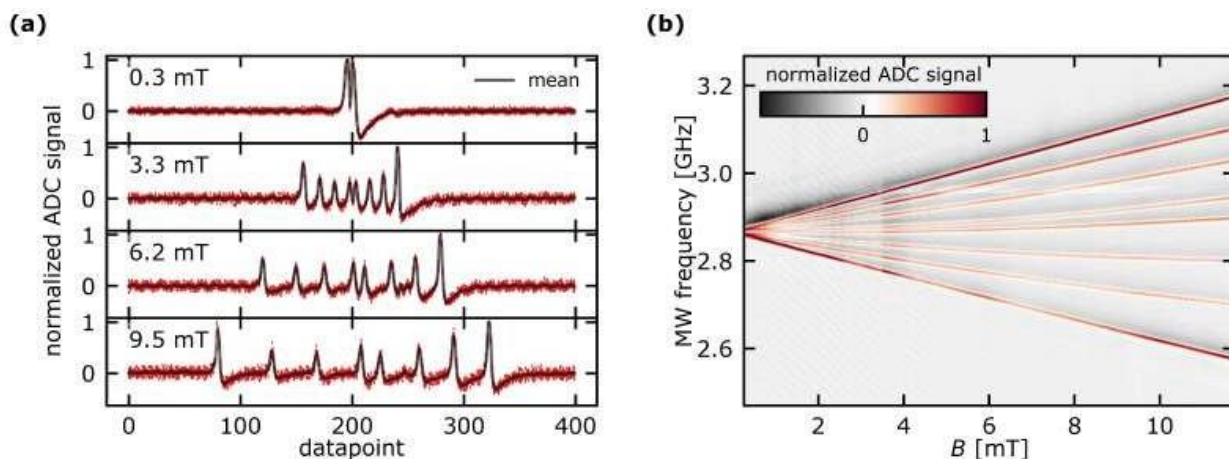 (a)
normalized ADC signal
1
0
0.3 mT
mean
1
0
3.3 mT
1
0
6.2 mT
1
0
9.5 mT
0 100 200 300 400
datapoint
(b)
MW frequency [GHz]
3.2
3.0
2.8
2.6
normalized ADC signal
0 1
2 4 6 8 10
B [mT]